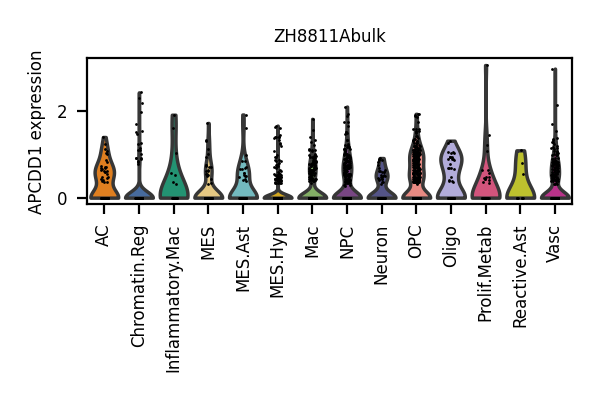 ZH8811Abulk
APCDD1 expression
2
0
AC
Chromatin.Reg
Inflammatory.Mac
MES
MES.Ast
MES.Hyp
Mac
NPC
Neuron
OPC
Oligo
Prolif.Metab
Reactive.Ast
Vasc